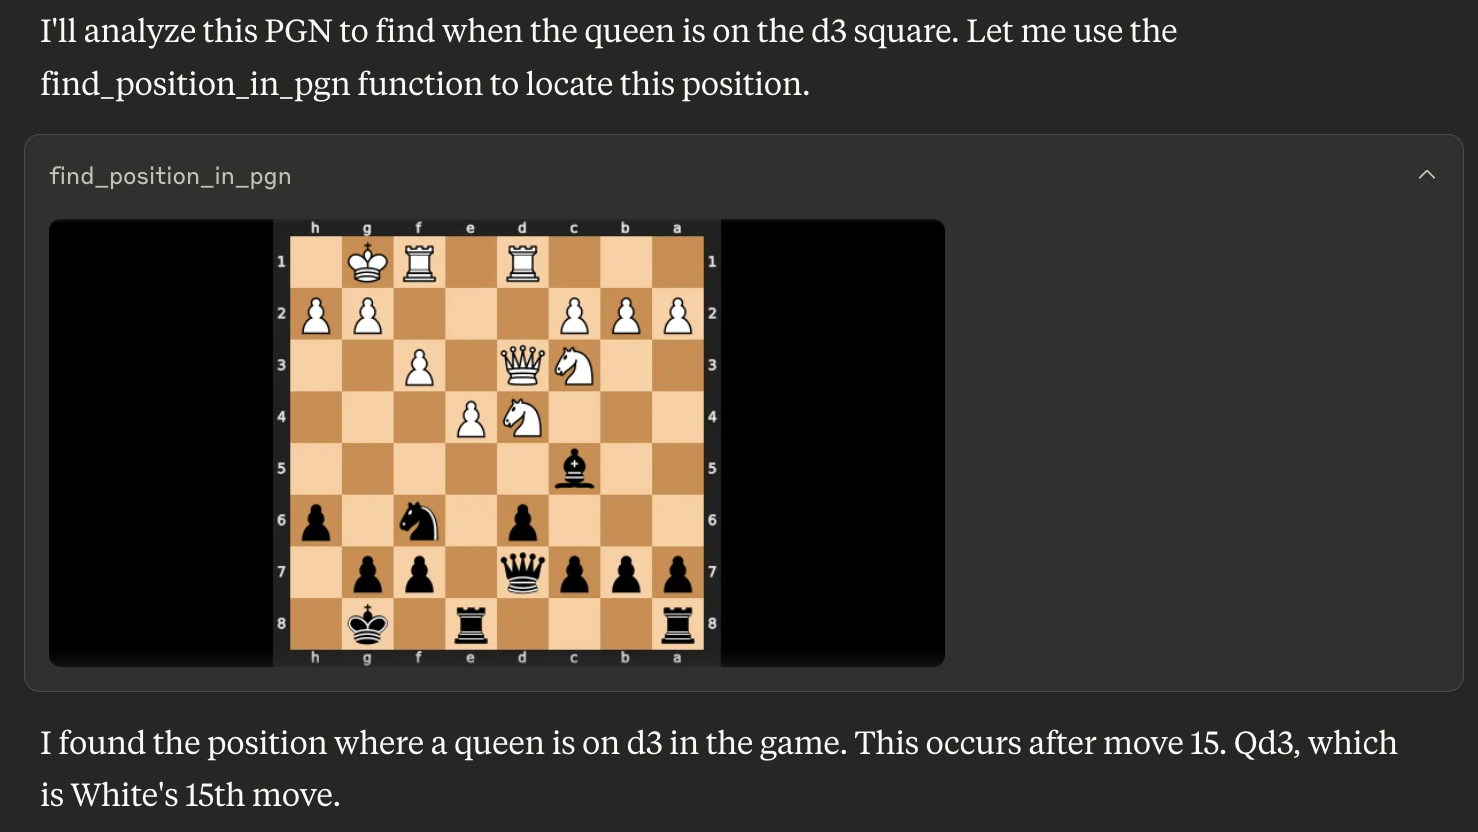 I'll analyze this PGN to find when the queen is on the d3 square. Let me use the
find_position_in_pgn function to locate this position.
find_position_in_pgn
h g f e d c b a
1 1
2 2
3 3
4 4
5 5
6 6
7 7
8 8
h g f e d c b a
I found the position where a queen is on d3 in the game. This occurs after move 15. Qd3, which
is White's 15th move.